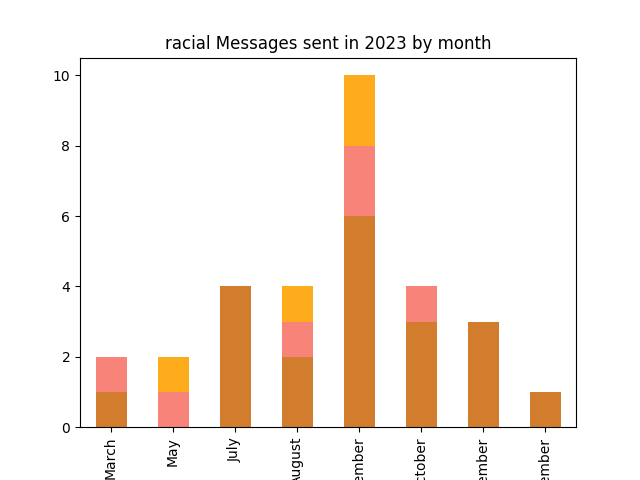 racial Messages sent in 2023 by month
10
8
6
4
2
0
March
May
July
ugust
ember
ctober
ember
ember